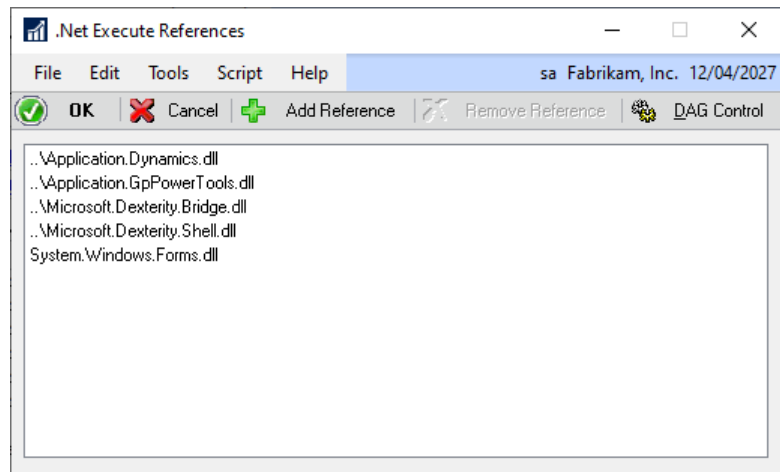 .Net Execute References
File Edit Tools Script Help sa Fabrikam, Inc. 12/04/2027
OK Cancel Add Reference Remove Reference DAG Control
..\Application.Dynamics.dll
..\Application.GpPowerTools.dll
..\Microsoft.Dexterity.Bridge.dll
..\Microsoft.Dexterity.Shell.dll
System.Windows.Forms.dll